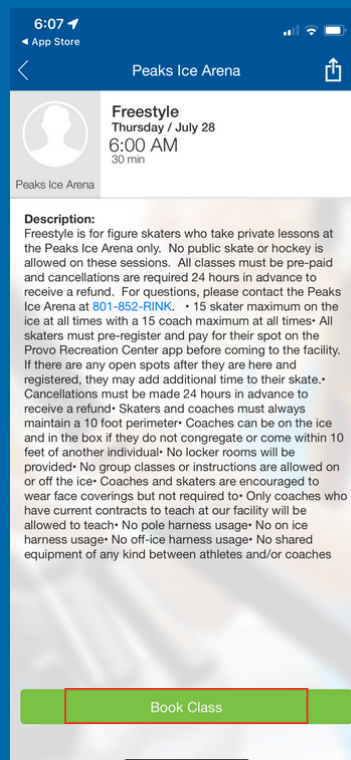 6:07
◄ App Store
Peaks Ice Arena
Freestyle
Thursday / July 28
6:00 AM
30 min
Peaks Ice Arena
Description:
Freestyle is for figure skaters who take private lessons at
the Peaks Ice Arena only.  No public skate or hockey is
allowed on these sessions.  All classes must be pre-paid
and cancellations are required 24 hours in advance to
receive a refund.  For questions, please contact the Peaks
Ice Arena at 801-852-RINK.   • 15 skater maximum on the
ice at all times with a 15 coach maximum at all times• All
skaters must pre-register and pay for their spot on the
Provo Recreation Center app before coming to the facility.
If there are any open spots after they are here and
registered, they may add additional time to their skate.•
Cancellations must be made 24 hours in advance to
receive a refund• Skaters and coaches must always
maintain a 10 foot perimeter• Coaches can be on the ice
and in the box if they do not congregate or come within 10
feet of another individual• No locker rooms will be
provided• No group classes or instructions are allowed on
or off the ice• Coaches and skaters are encouraged to
wear face coverings but not required to• Only coaches who
have current contracts to teach at our facility will be
allowed to teach• No pole harness usage• No on ice
harness usage• No off-ice harness usage• No shared
equipment of any kind between athletes and/or coaches
Book Class